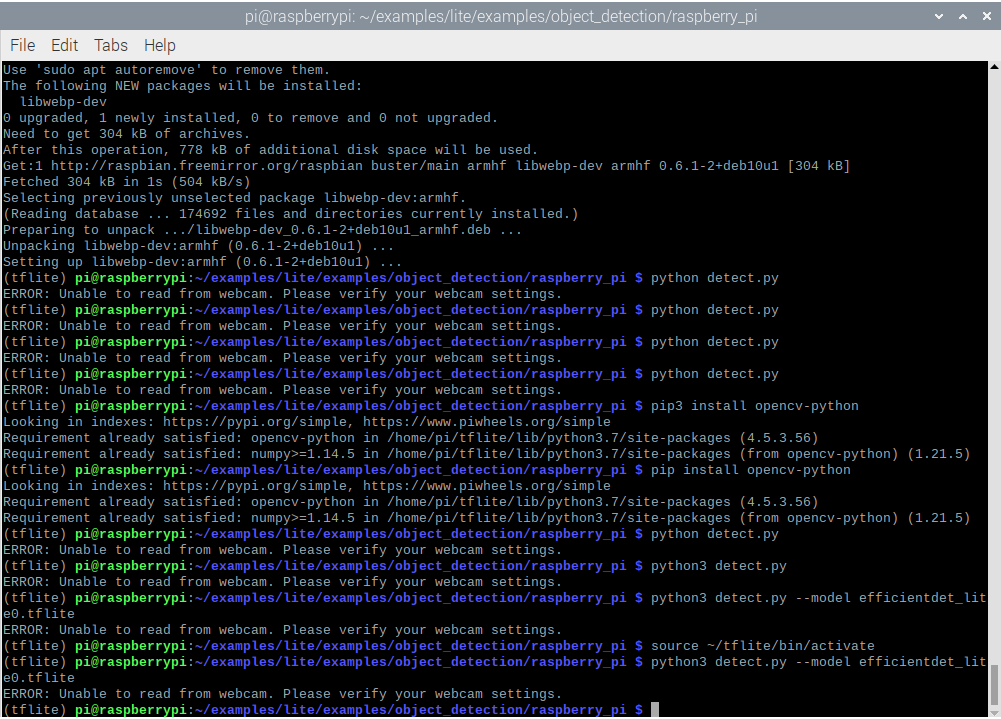 pi@raspberrypi: ~/examples/lite/examples/object_detection/raspberry_pi
File Edit Tabs Help
Use 'sudo apt autoremove' to remove them.
The following NEW packages will be installed:
  libwebp-dev
0 upgraded, 1 newly installed, 0 to remove and 0 not upgraded.
Need to get 304 kB of archives.
After this operation, 778 kB of additional disk space will be used.
Get:1 http://raspbian.freemirror.org/raspbian buster/main armhf libwebp-dev armhf 0.6.1-2+deb10u1 [304 kB]
Fetched 304 kB in 1s (504 kB/s)
Selecting previously unselected package libwebp-dev:armhf.
(Reading database ... 174692 files and directories currently installed.)
Preparing to unpack .../libwebp-dev_0.6.1-2+deb10u1_armhf.deb ...
Unpacking libwebp-dev:armhf (0.6.1-2+deb10u1) ...
Setting up libwebp-dev:armhf (0.6.1-2+deb10u1) ...
(tflite) pi@raspberrypi:~/examples/lite/examples/object_detection/raspberry_pi $ python detect.py
ERROR: Unable to read from webcam. Please verify your webcam settings.
(tflite) pi@raspberrypi:~/examples/lite/examples/object_detection/raspberry_pi $ python detect.py
ERROR: Unable to read from webcam. Please verify your webcam settings.
(tflite) pi@raspberrypi:~/examples/lite/examples/object_detection/raspberry_pi $ python detect.py
ERROR: Unable to read from webcam. Please verify your webcam settings.
(tflite) pi@raspberrypi:~/examples/lite/examples/object_detection/raspberry_pi $ python detect.py
ERROR: Unable to read from webcam. Please verify your webcam settings.
(tflite) pi@raspberrypi:~/examples/lite/examples/object_detection/raspberry_pi $ pip3 install opencv-python
Looking in indexes: https://pypi.org/simple, https://www.piwheels.org/simple
Requirement already satisfied: opencv-python in /home/pi/tflite/lib/python3.7/site-packages (4.5.3.56)
Requirement already satisfied: numpy>=1.14.5 in /home/pi/tflite/lib/python3.7/site-packages (from opencv-python) (1.21.5)
(tflite) pi@raspberrypi:~/examples/lite/examples/object_detection/raspberry_pi $ pip install opencv-python
Looking in indexes: https://pypi.org/simple, https://www.piwheels.org/simple
Requirement already satisfied: opencv-python in /home/pi/tflite/lib/python3.7/site-packages (4.5.3.56)
Requirement already satisfied: numpy>=1.14.5 in /home/pi/tflite/lib/python3.7/site-packages (from opencv-python) (1.21.5)
(tflite) pi@raspberrypi:~/examples/lite/examples/object_detection/raspberry_pi $ python detect.py
ERROR: Unable to read from webcam. Please verify your webcam settings.
(tflite) pi@raspberrypi:~/examples/lite/examples/object_detection/raspberry_pi $ python3 detect.py
ERROR: Unable to read from webcam. Please verify your webcam settings.
(tflite) pi@raspberrypi:~/examples/lite/examples/object_detection/raspberry_pi $ python3 detect.py --model efficientdet_lit
e0.tflite
ERROR: Unable to read from webcam. Please verify your webcam settings.
(tflite) pi@raspberrypi:~/examples/lite/examples/object_detection/raspberry_pi $ source ~/tflite/bin/activate
(tflite) pi@raspberrypi:~/examples/lite/examples/object_detection/raspberry_pi $ python3 detect.py --model efficientdet_lit
e0.tflite
ERROR: Unable to read from webcam. Please verify your webcam settings.
(tflite) pi@raspberrypi:~/examples/lite/examples/object_detection/raspberry_pi $